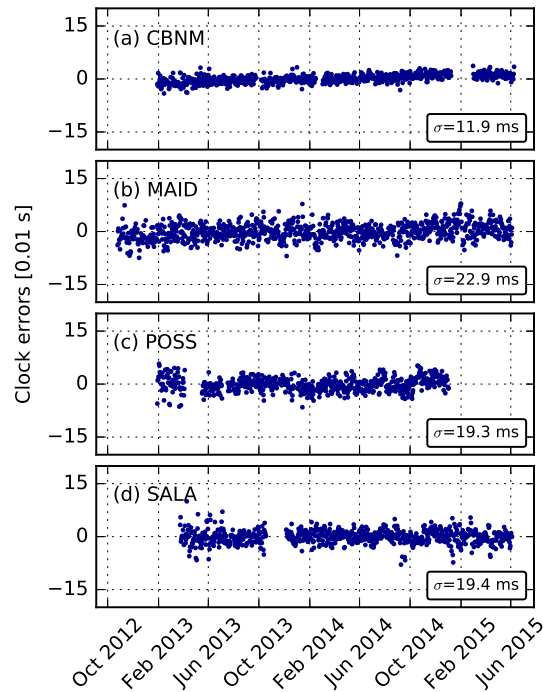 15
(a) CBNM
0
−15
σ=11.9 ms
15
(b) MAID
0
−15
σ=22.9 ms
Clock errors [0.01 s]
15
(c) POSS
0
−15
σ=19.3 ms
15
(d) SALA
0
−15
σ=19.4 ms
Oct 2012
Feb 2013
Jun 2013
Oct 2013
Feb 2014
Jun 2014
Oct 2014
Feb 2015
Jun 2015